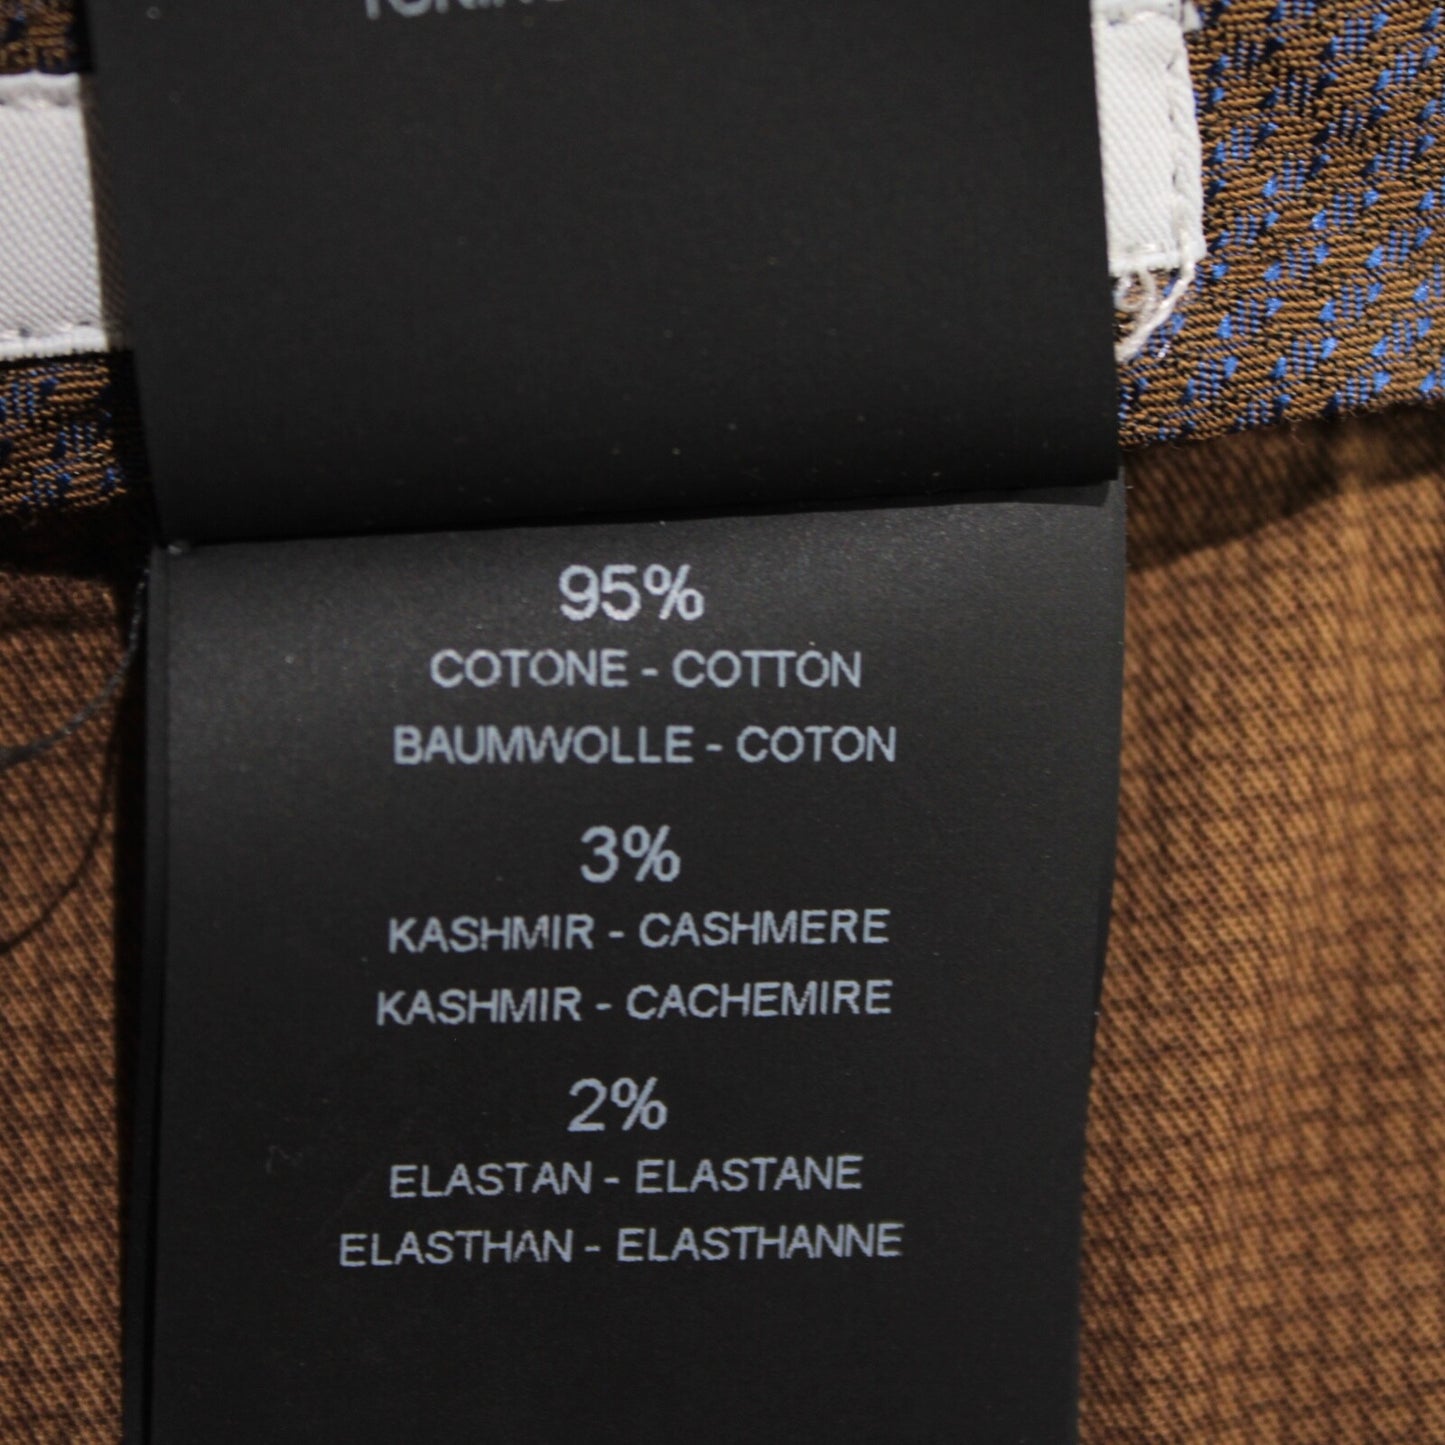 95%
COTONE - COTTON
BAUMWOLLE - COTON
3%
KASHMIR - CASHMERE
KASHMIR - CACHEMIRE
2%
ELASTAN - ELASTANE
ELASTHAN - ELASTHANNE